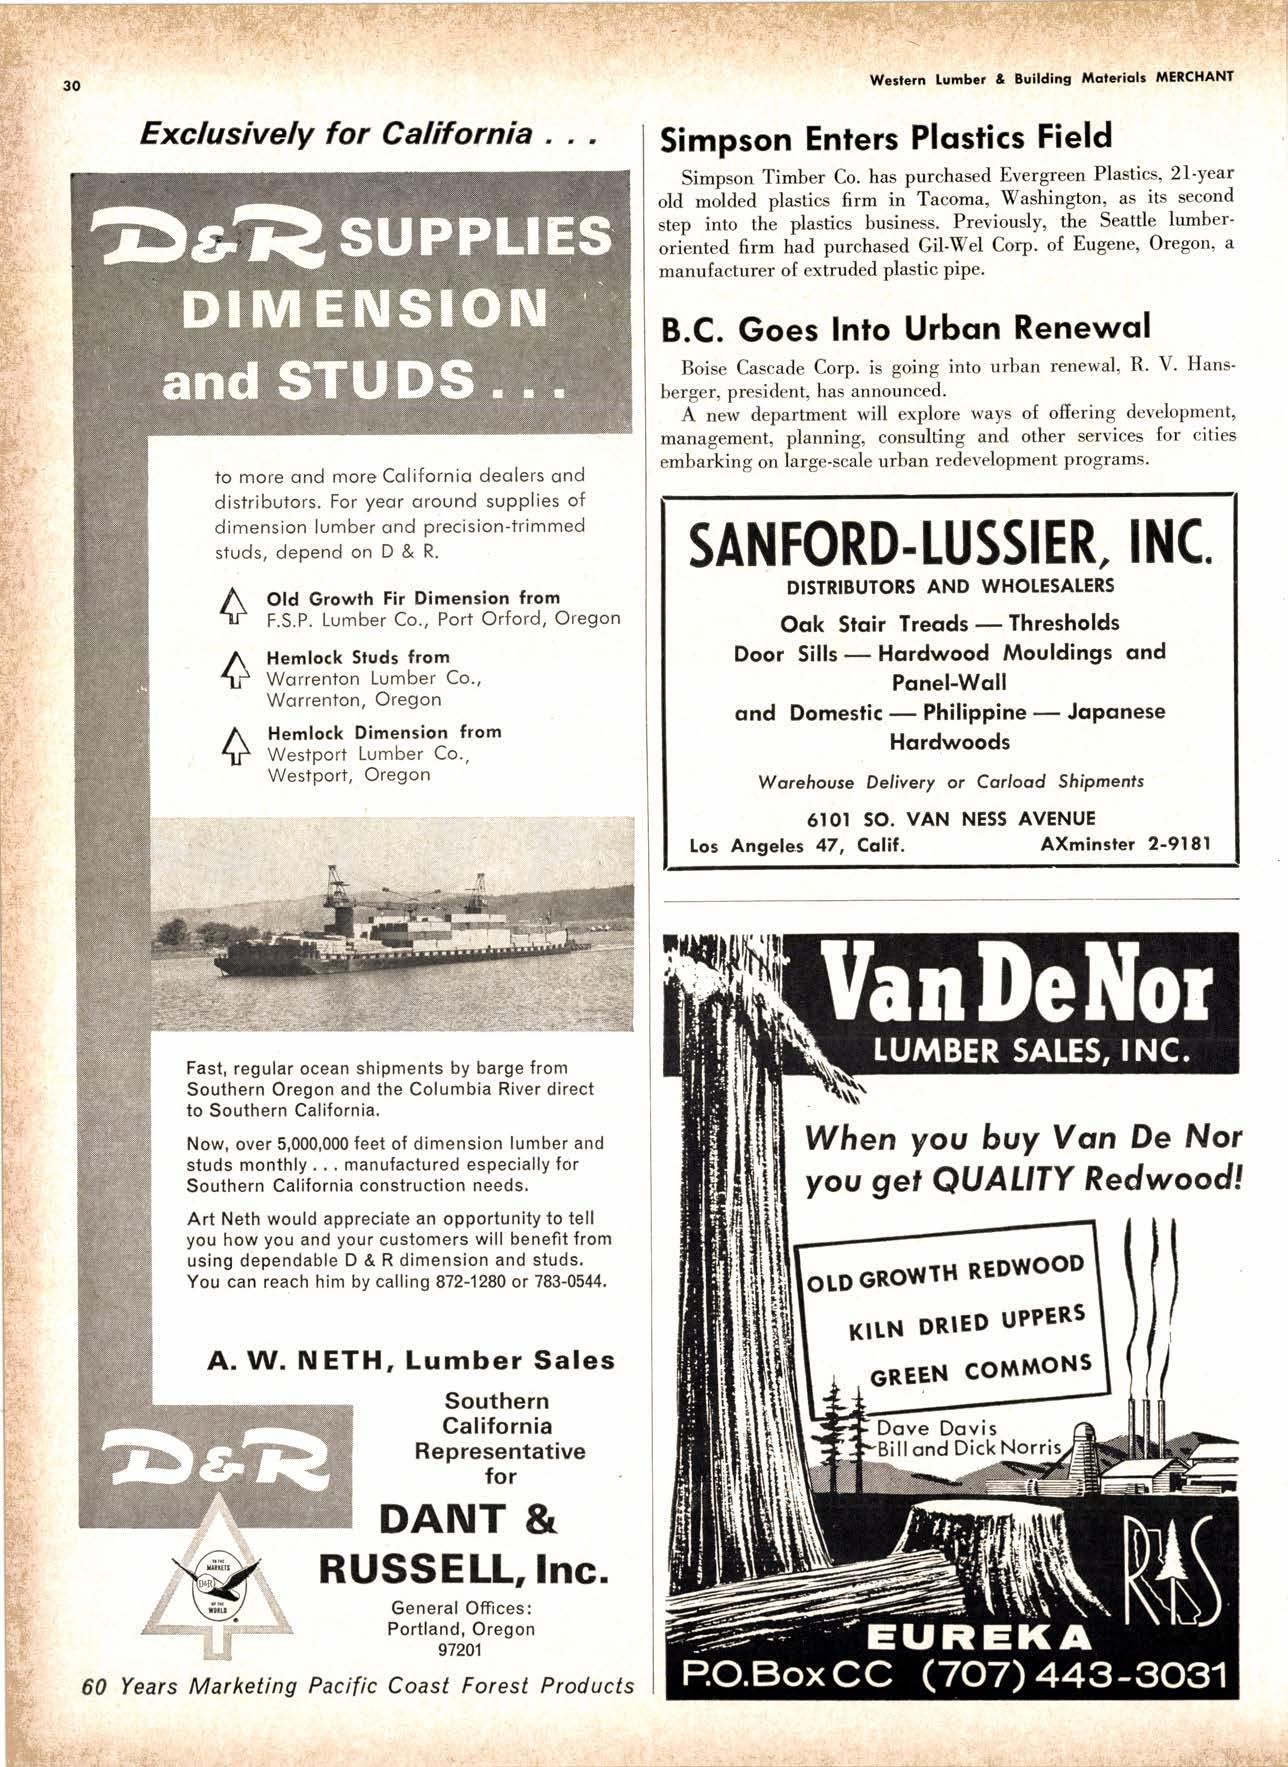 30
Western Lumber & Building Materials MERCHANT
Exclusively for California . . .
D&R SUPPLIES
DIMENSION
and STUDS . . .
to more and more California dealers and
distributors. For year around supplies of
dimension lumber and precision-trimmed
studs, depend on D & R.
Old Growth Fir Dimension from
F.S.P. Lumber Co., Port Orford, Oregon
Hemlock Studs from
Warrenton Lumber Co.,
Warrenton, Oregon
Hemlock Dimension from
Westport Lumber Co.,
Westport, Oregon
Fast, regular ocean shipments by barge from
Southern Oregon and the Columbia River direct
to Southern California.
Now, over 5,000,000 feet of dimension lumber and
studs monthly . . . manufactured especially for
Southern California construction needs.
Art Neth would appreciate an opportunity to tell
you how you and your customers will benefit from
using dependable D & R dimension and studs.
You can reach him by calling 872-1280 or 783-0544.
A. W. NETH, Lumber Sales
Southern
California
Representative
for
DANT &
RUSSELL, Inc.
General Offices:
Portland, Oregon
97201
D&R
TO THE
MARKETS
D&R
OF THE
WORLD
60 Years Marketing Pacific Coast Forest Products
Simpson Enters Plastics Field
Simpson Timber Co. has purchased Evergreen Plastics, 21-year
old molded plastics firm in Tacoma, Washington, as its second
step into the plastics business. Previously, the Seattle lumber-
oriented firm had purchased Gil-Wel Corp. of Eugene, Oregon, a
manufacturer of extruded plastic pipe.
B.C. Goes Into Urban Renewal
Boise Cascade Corp. is going into urban renewal, R. V. Hans-
berger, president, has announced.
A new department will explore ways of offering development,
management, planning, consulting and other services for cities
embarking on large-scale urban redevelopment programs.
SANFORD-LUSSIER, INC.
DISTRIBUTORS AND WHOLESALERS
Oak Stair Treads — Thresholds
Door Sills — Hardwood Mouldings and
Panel-Wall
and Domestic — Philippine — Japanese
Hardwoods
Warehouse Delivery or Carload Shipments
6101 SO. VAN NESS AVENUE
Los Angeles 47, Calif. AXminster 2-9181
Van De Nor
LUMBER SALES, INC.
When you buy Van De Nor
you get QUALITY Redwood!
OLD GROWTH REDWOOD
KILN DRIED UPPERS
GREEN COMMONS
Dave Davis
Bill and Dick Norris
RIS
EUREKA
P.O. Box CC (707) 443-3031